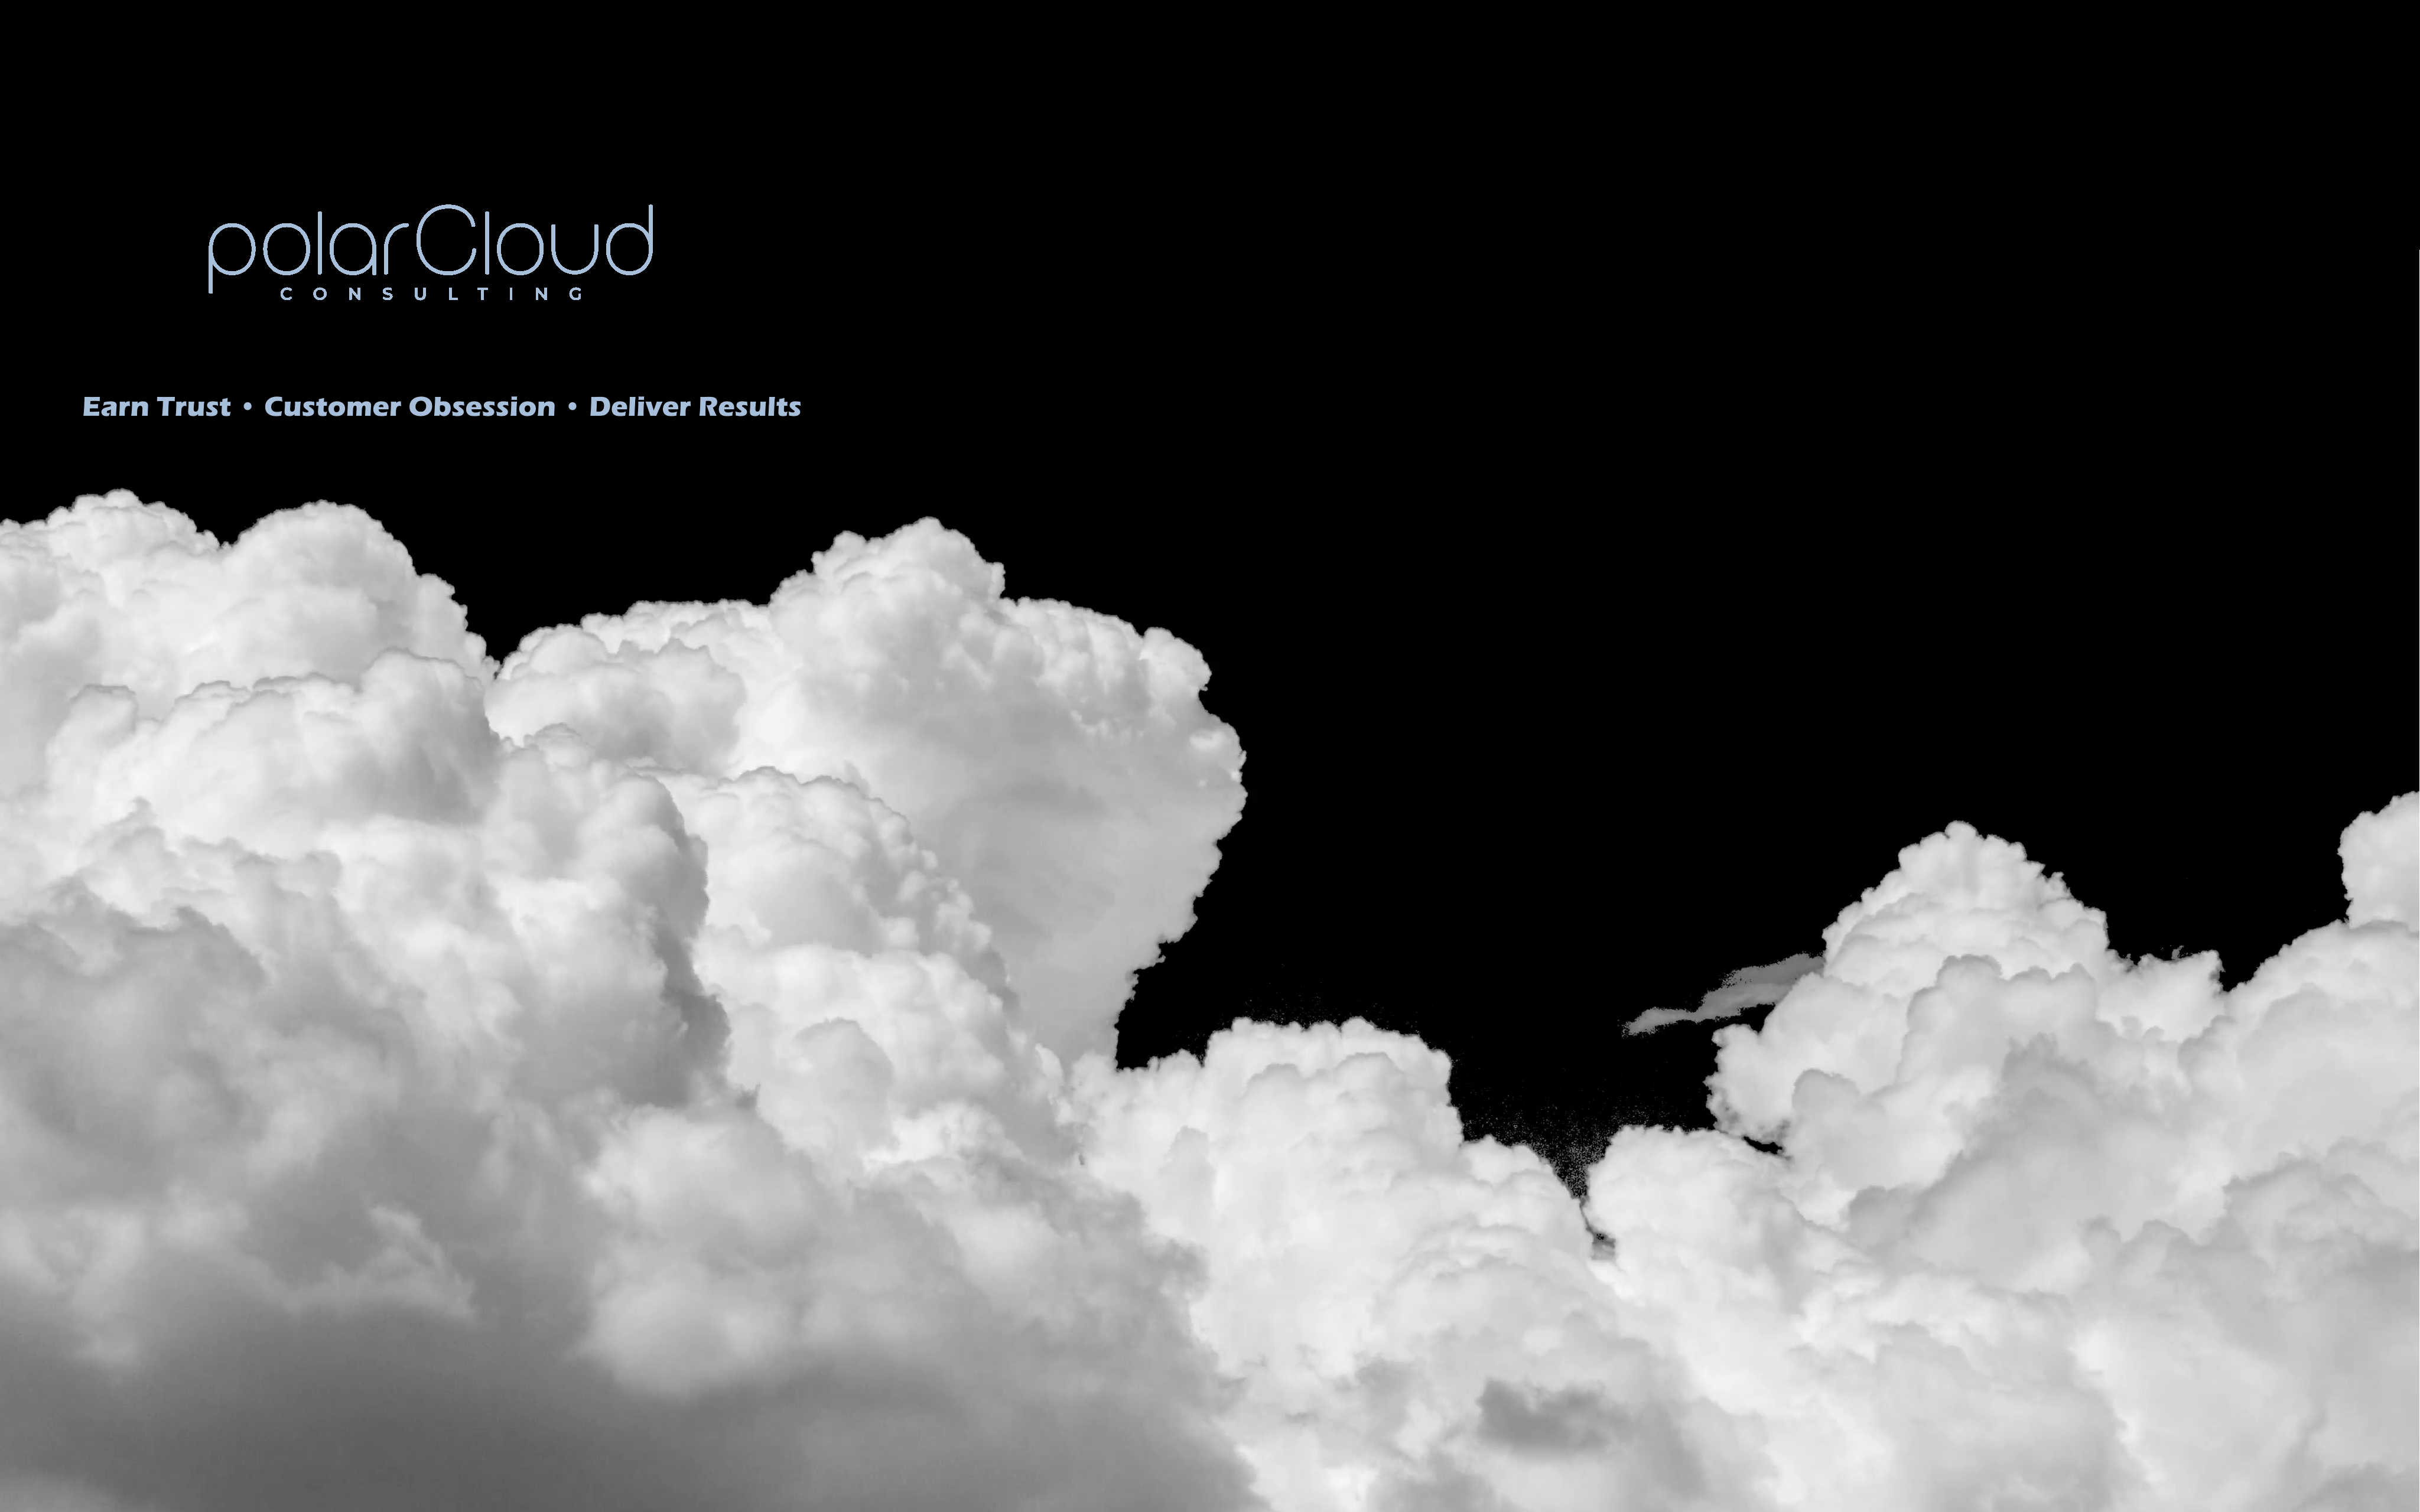 polarCloud
CONSULTING
Earn Trust • Customer Obsession • Deliver Results